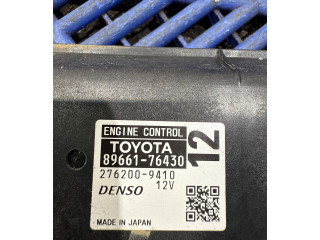 ENGINE CONTROL
TOYOTA
89661-76430
12
276200-9410
DENSO 12V
MADE IN JAPAN